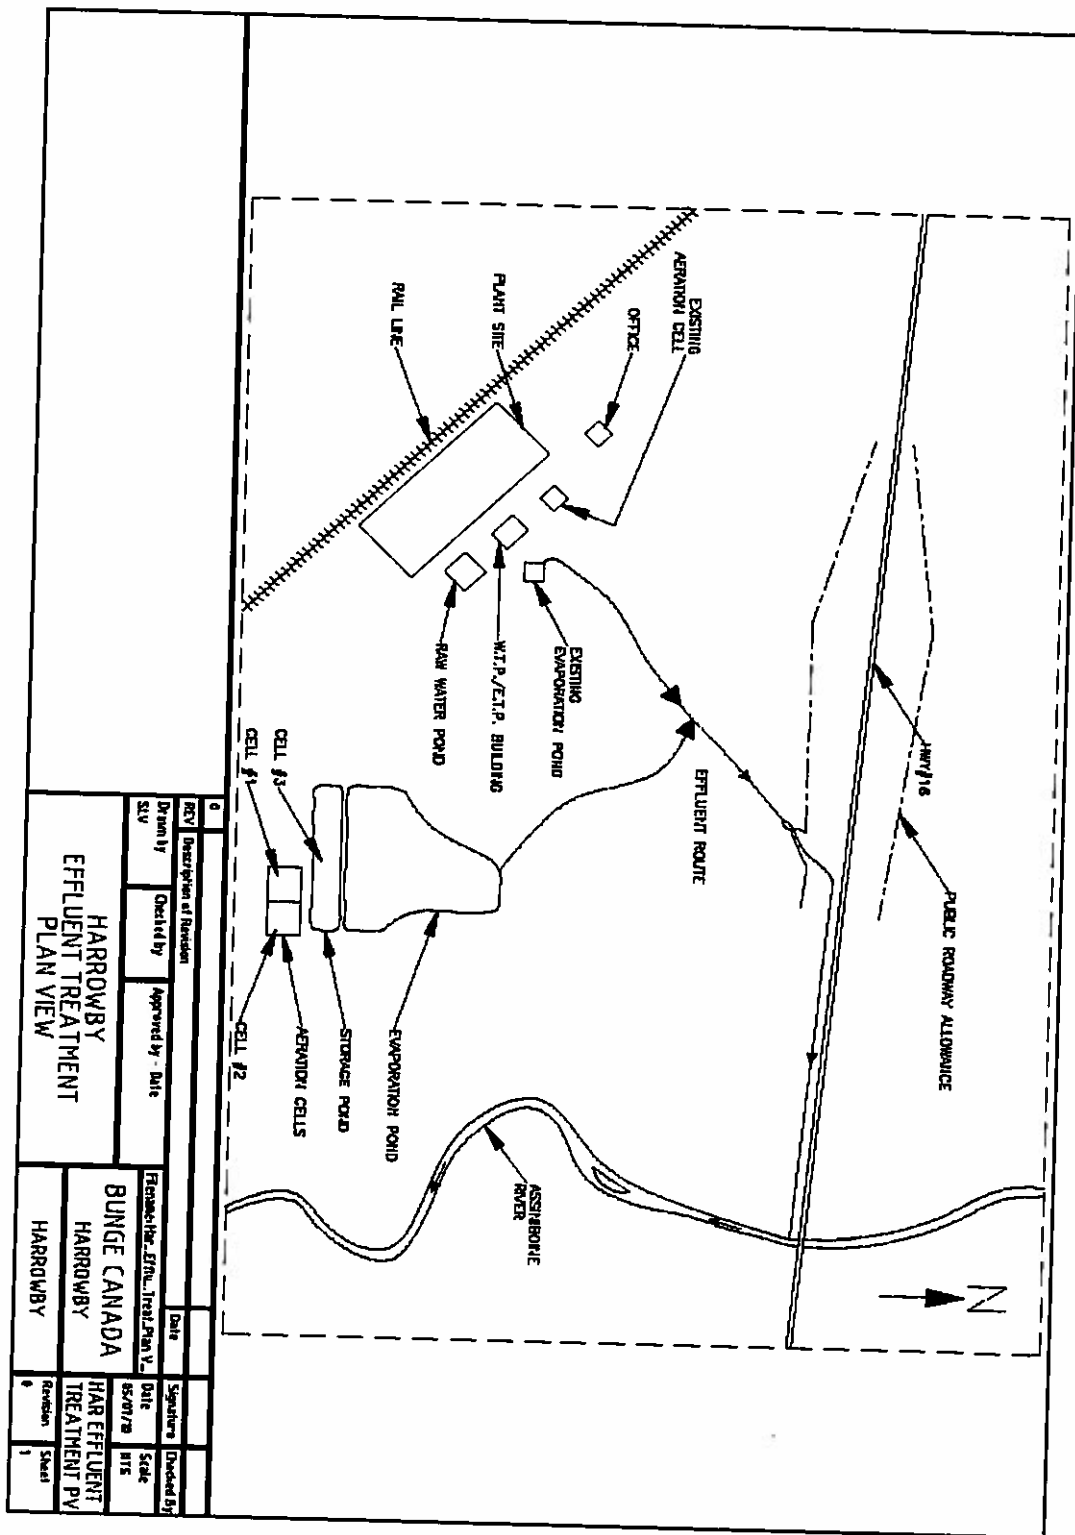 HWY#16
PUBLIC ROADWAY ALLOWANCE
N
EXISTING
AERATION CELL
OFFICE
PLANT SITE
RAIL LINE
EXISTING
EVAPORATION POND
W.T.P./E.T.P. BUILDING
RAW WATER POND
EFFLUENT ROUTE
ASSINIBOINE
RIVER
CELL #3
CELL #1
EVAPORATION POND
STORAGE POND
AERATION CELLS
CELL #2
0
REV Description of Revision Date Signature Checked By
Drawn by Checked by Approved by - Date Filename:Har_Efflu_Treat_Plan V_ Date Scale
SLV NTS
HARROWBY
EFFLUENT TREATMENT
PLAN VIEW
BUNGE CANADA
HARROWBY
HAR EFFLUENT
TREATMENT PV
HARROWBY
Revision Sheet
0 1